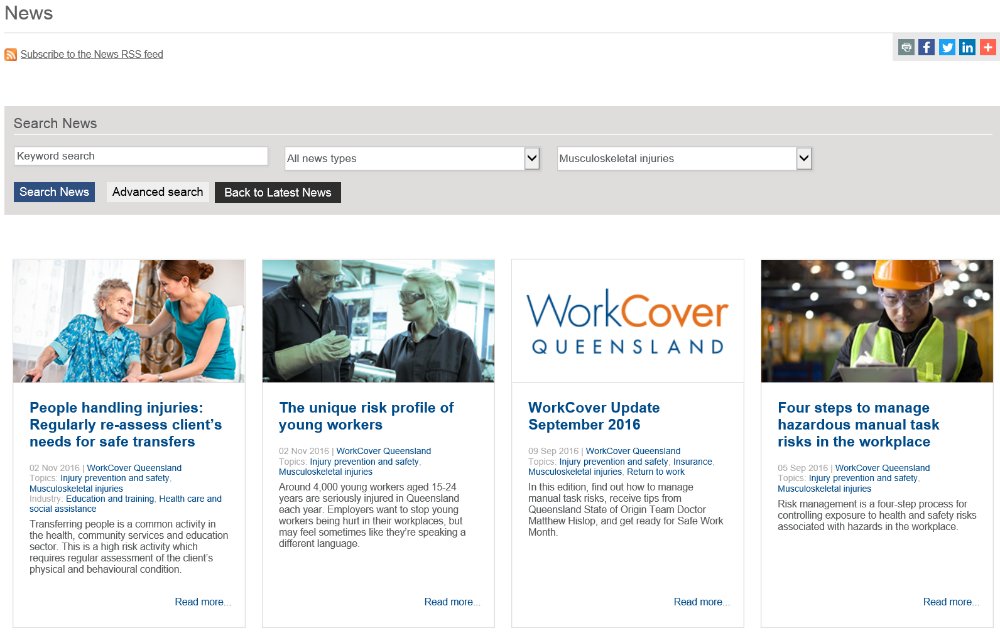 News
Subscribe to the News RSS feed
Search News
Keyword search
All news types
Musculoskeletal injuries
Search News
Advanced search
Back to Latest News
People handling injuries:
Regularly re-assess client’s
needs for safe transfers
02 Nov 2016 | WorkCover Queensland
Topics: Injury prevention and safety,
Musculoskeletal injuries
Industry: Education and training, Health care and
social assistance
Transferring people is a common activity in
the health, community services and education
sector. This is a high risk activity which
requires regular assessment of the client’s
physical and behavioural condition.
Read more...
The unique risk profile of
young workers
02 Nov 2016 | WorkCover Queensland
Topics: Injury prevention and safety,
Musculoskeletal injuries
Around 4,000 young workers aged 15-24
years are seriously injured in Queensland
each year. Employers want to stop young
workers being hurt in their workplaces, but
may feel sometimes like they’re speaking a
different language.
Read more...
WorkCover
QUEENSLAND
WorkCover Update
September 2016
09 Sep 2016 | WorkCover Queensland
Topics: Injury prevention and safety, Insurance,
Musculoskeletal injuries, Return to work
In this edition, find out how to manage
manual task risks, receive tips from
Queensland State of Origin Team Doctor
Matthew Hislop, and get ready for Safe Work
Month.
Read more...
Four steps to manage
hazardous manual task
risks in the workplace
05 Sep 2016 | WorkCover Queensland
Topics: Injury prevention and safety,
Musculoskeletal injuries
Risk management is a four-step process for
controlling exposure to health and safety risks
associated with hazards in the workplace.
Read more...